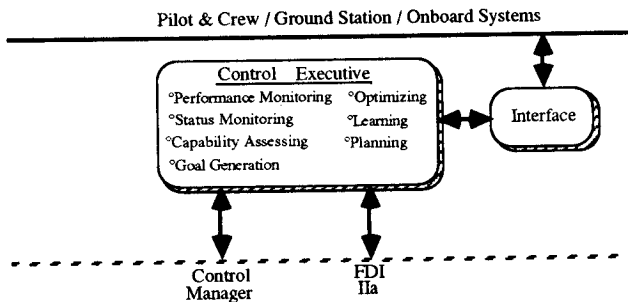 Pilot & Crew / Ground Station / Onboard Systems
Control Executive
°Performance Monitoring °Optimizing
°Status Monitoring °Learning
°Capability Assessing °Planning
°Goal Generation
Interface
Control
Manager
FDI
IIa